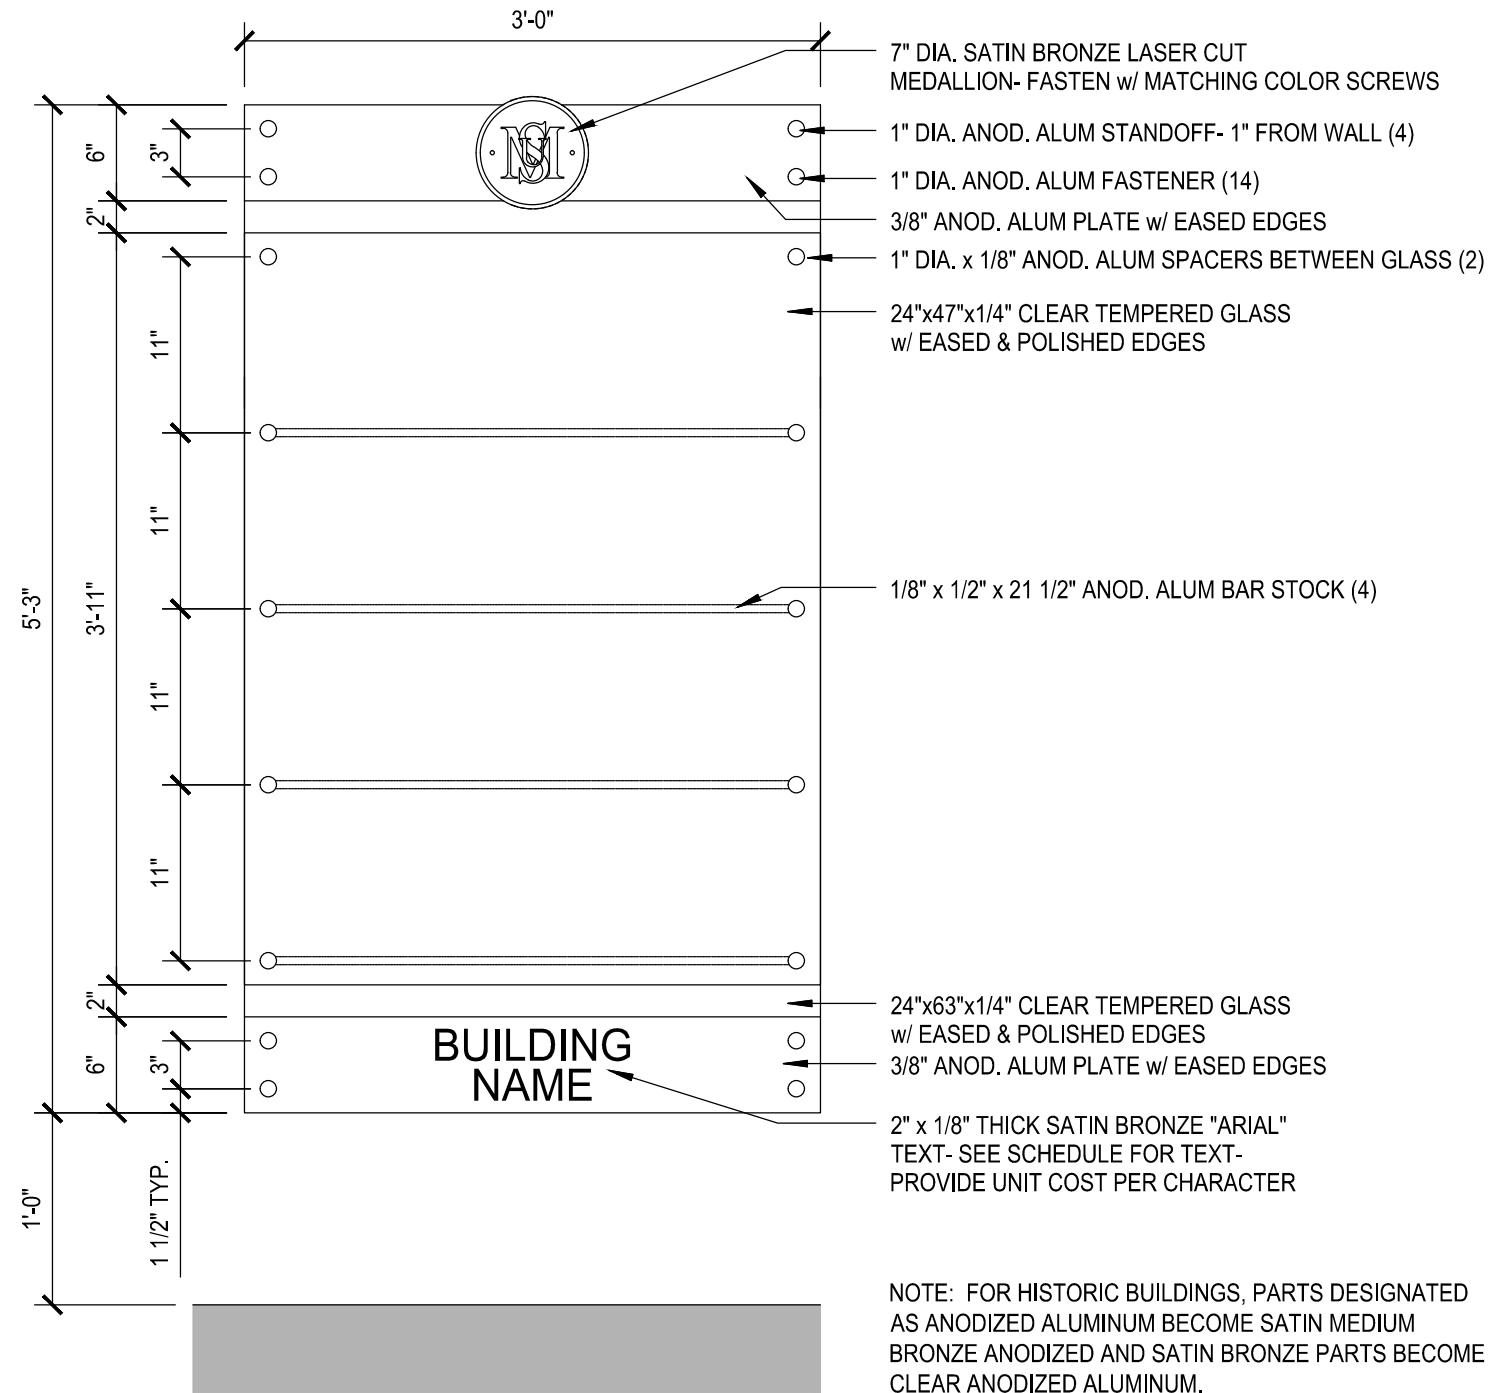 3'-0"
7" DIA. SATIN BRONZE LASER CUT
MEDALLION- FASTEN w/ MATCHING COLOR SCREWS
1" DIA. ANOD. ALUM STANDOFF- 1" FROM WALL (4)
1" DIA. ANOD. ALUM FASTENER (14)
3/8" ANOD. ALUM PLATE w/ EASED EDGES
1" DIA. x 1/8" ANOD. ALUM SPACERS BETWEEN GLASS (2)
24"x47"x1/4" CLEAR TEMPERED GLASS
w/ EASED & POLISHED EDGES
1/8" x 1/2" x 21 1/2" ANOD. ALUM BAR STOCK (4)
24"x63"x1/4" CLEAR TEMPERED GLASS
w/ EASED & POLISHED EDGES
3/8" ANOD. ALUM PLATE w/ EASED EDGES
2" x 1/8" THICK SATIN BRONZE "ARIAL"
TEXT- SEE SCHEDULE FOR TEXT-
PROVIDE UNIT COST PER CHARACTER
NOTE: FOR HISTORIC BUILDINGS, PARTS DESIGNATED
AS ANODIZED ALUMINUM BECOME SATIN MEDIUM
BRONZE ANODIZED AND SATIN BRONZE PARTS BECOME
CLEAR ANODIZED ALUMINUM.
BUILDING
NAME
5'-3"
1'-0"
6"
2"
3'-11"
2"
6"
3"
11"
11"
11"
11"
3"
1 1/2" TYP.